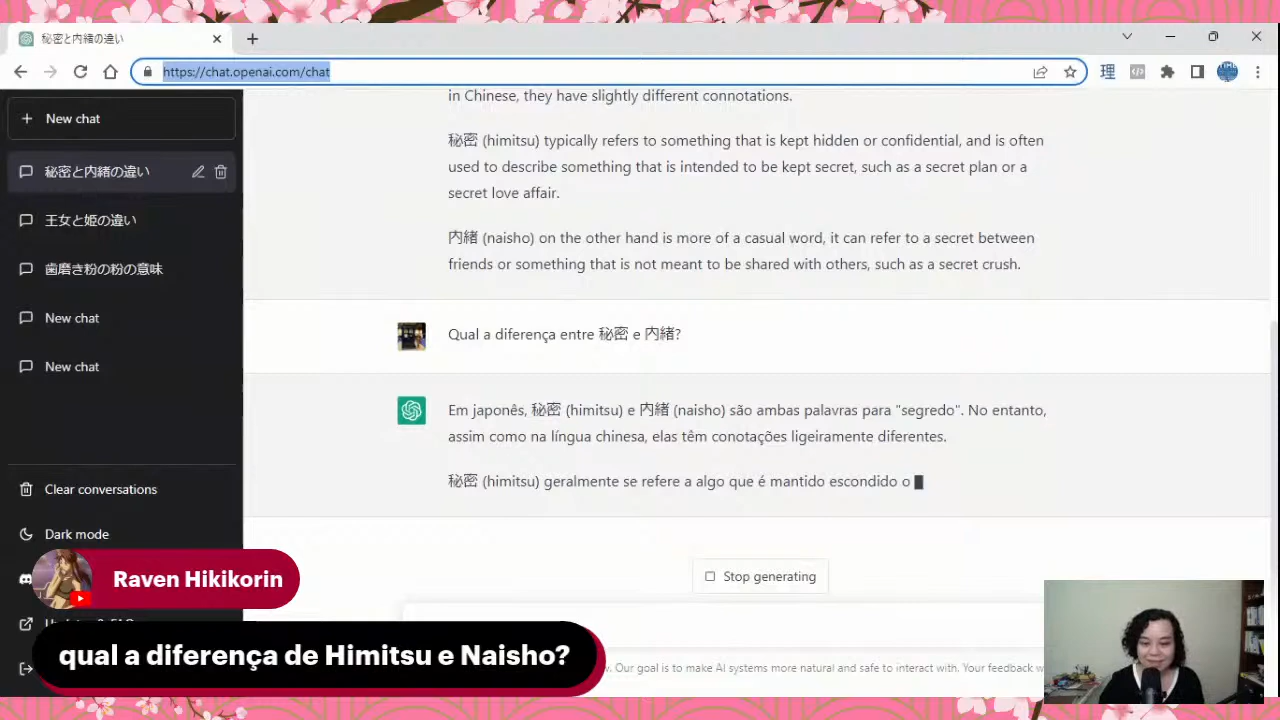 秘密と内緒の違い
https://chat.openai.com/chat
理
New chat
秘密と内緒の違い
王女と姫の違い
歯磨き粉の粉の意味
New chat
New chat
Clear conversations
Dark mode
in Chinese, they have slightly different connotations.
秘密 (himitsu) typically refers to something that is kept hidden or confidential, and is often
used to describe something that is intended to be kept secret, such as a secret plan or a
secret love affair.
内緒 (naisho) on the other hand is more of a casual word, it can refer to a secret between
friends or something that is not meant to be shared with others, such as a secret crush.
Qual a diferença entre 秘密 e 内緒?
Em japonês, 秘密 (himitsu) e 内緒 (naisho) são ambas palavras para "segredo". No entanto,
assim como na língua chinesa, elas têm conotações ligeiramente diferentes.
秘密 (himitsu) geralmente se refere a algo que é mantido escondido o
Stop generating
Our goal is to make AI systems more natural and safe to interact with. Your feedback w
Raven Hikikorin
qual a diferença de Himitsu e Naisho?